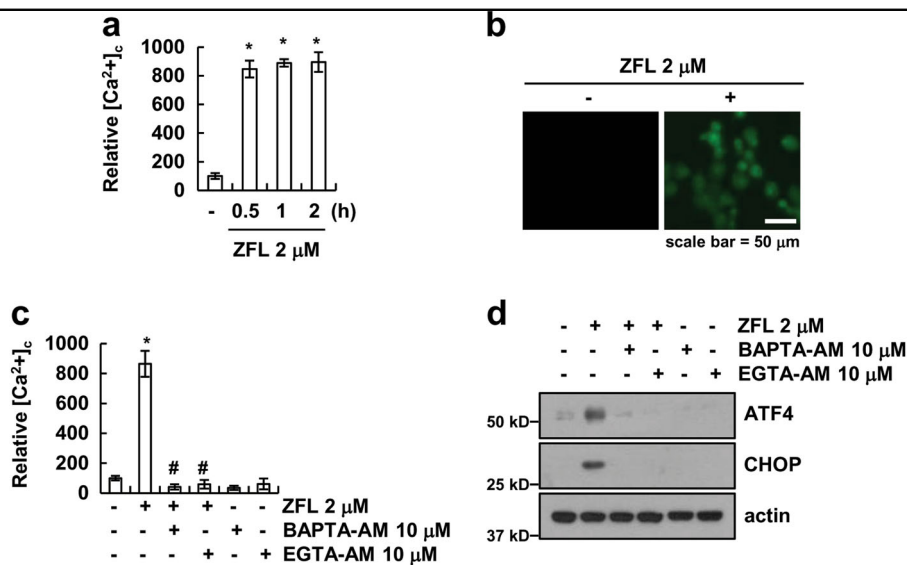 a
Relative [Ca²⁺]c
1000
800
600
400
200
0
* * *
- 0.5 1 2 (h)
ZFL 2 μM
b
ZFL 2 μM
- +
scale bar = 50 μm
c
Relative [Ca²⁺]c
1000
800
600
400
200
0
*
# #
- + + + - - ZFL 2 μM
- - + - + - BAPTA-AM 10 μM
- - - + - + EGTA-AM 10 μM
d
- + + + - - ZFL 2 μM
- - + - + - BAPTA-AM 10 μM
- - - + - + EGTA-AM 10 μM
50 kD
ATF4
25 kD
CHOP
37 kD
actin